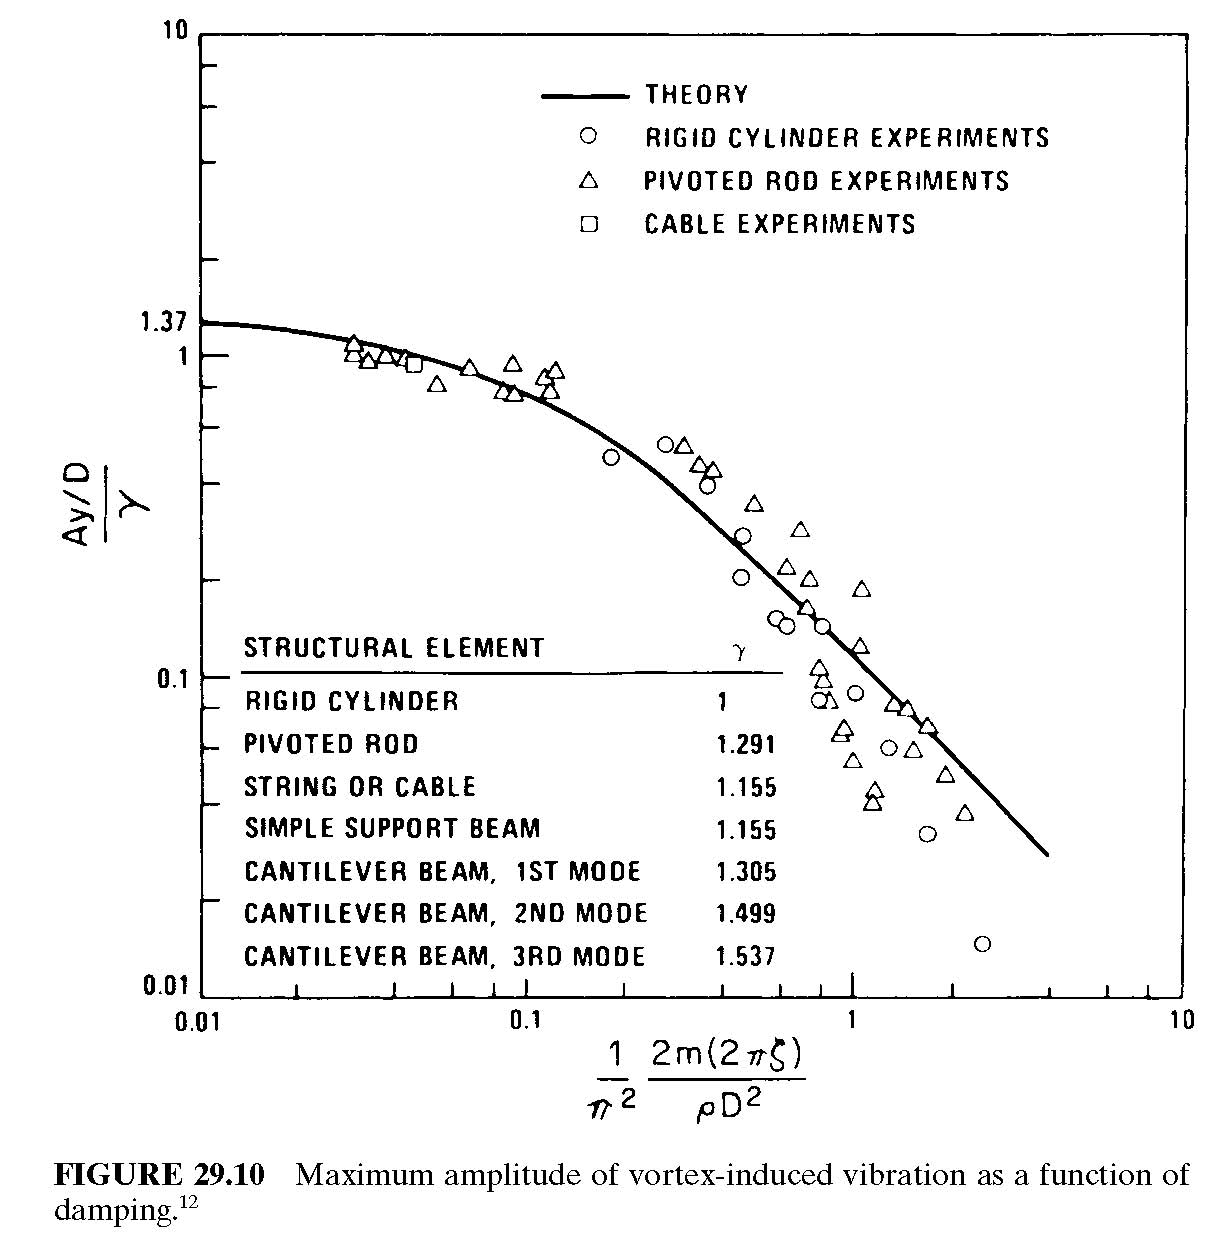 10
THEORY
RIGID CYLINDER EXPERIMENTS
PIVOTED ROD EXPERIMENTS
CABLE EXPERIMENTS
1.37
1
Ay/D
γ
0.1
STRUCTURAL ELEMENT γ
RIGID CYLINDER 1
PIVOTED ROD 1.291
STRING OR CABLE 1.155
SIMPLE SUPPORT BEAM 1.155
CANTILEVER BEAM, 1ST MODE 1.305
CANTILEVER BEAM, 2ND MODE 1.499
CANTILEVER BEAM, 3RD MODE 1.537
0.01
0.01 0.1 1 10
1 2m(2πζ)
π² ρD²
FIGURE 29.10 Maximum amplitude of vortex-induced vibration as a function of
damping.¹²